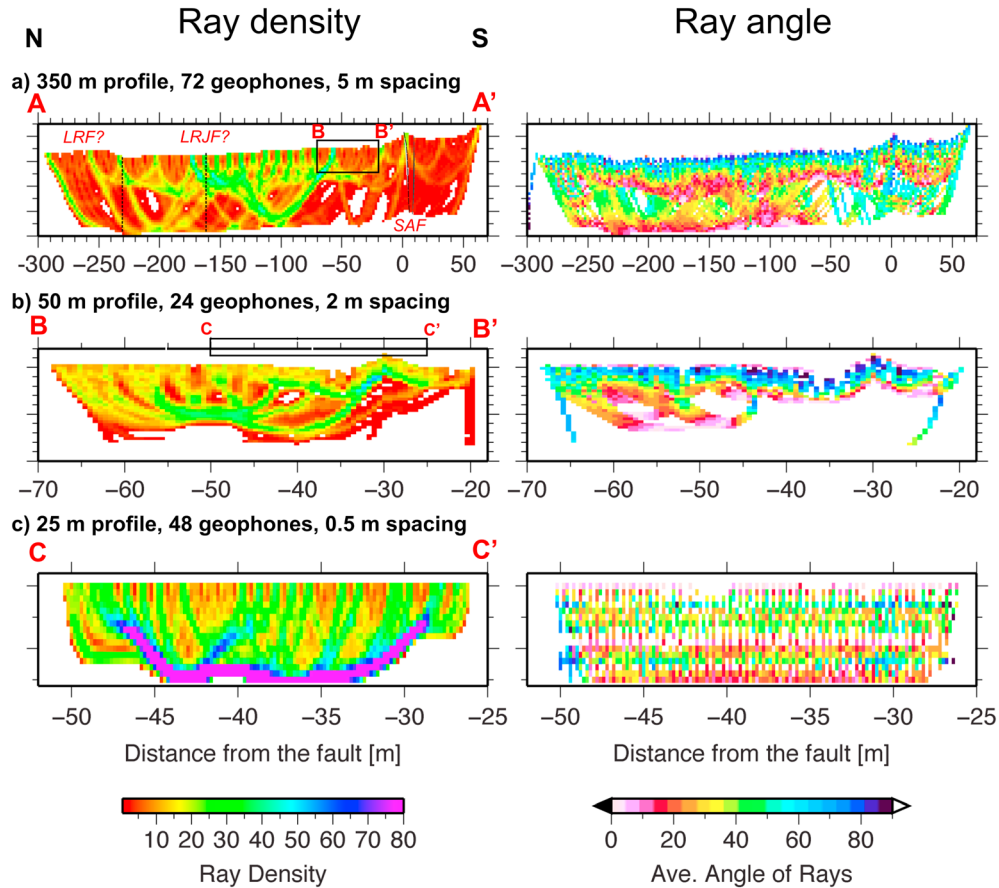 Ray density
Ray angle
N
S
a) 350 m profile, 72 geophones, 5 m spacing
A
A'
LRF?
LRJF?
B
B'
SAF
−300 −250 −200 −150 −100 −50 0 50
−300 −250 −200 −150 −100 −50 0 50
b) 50 m profile, 24 geophones, 2 m spacing
B
C
C'
B'
−70 −60 −50 −40 −30 −20
−70 −60 −50 −40 −30 −20
c) 25 m profile, 48 geophones, 0.5 m spacing
C
C'
−50 −45 −40 −35 −30 −25
−50 −45 −40 −35 −30 −25
Distance from the fault [m]
Distance from the fault [m]
10 20 30 40 50 60 70 80
0 20 40 60 80
Ray Density
Ave. Angle of Rays